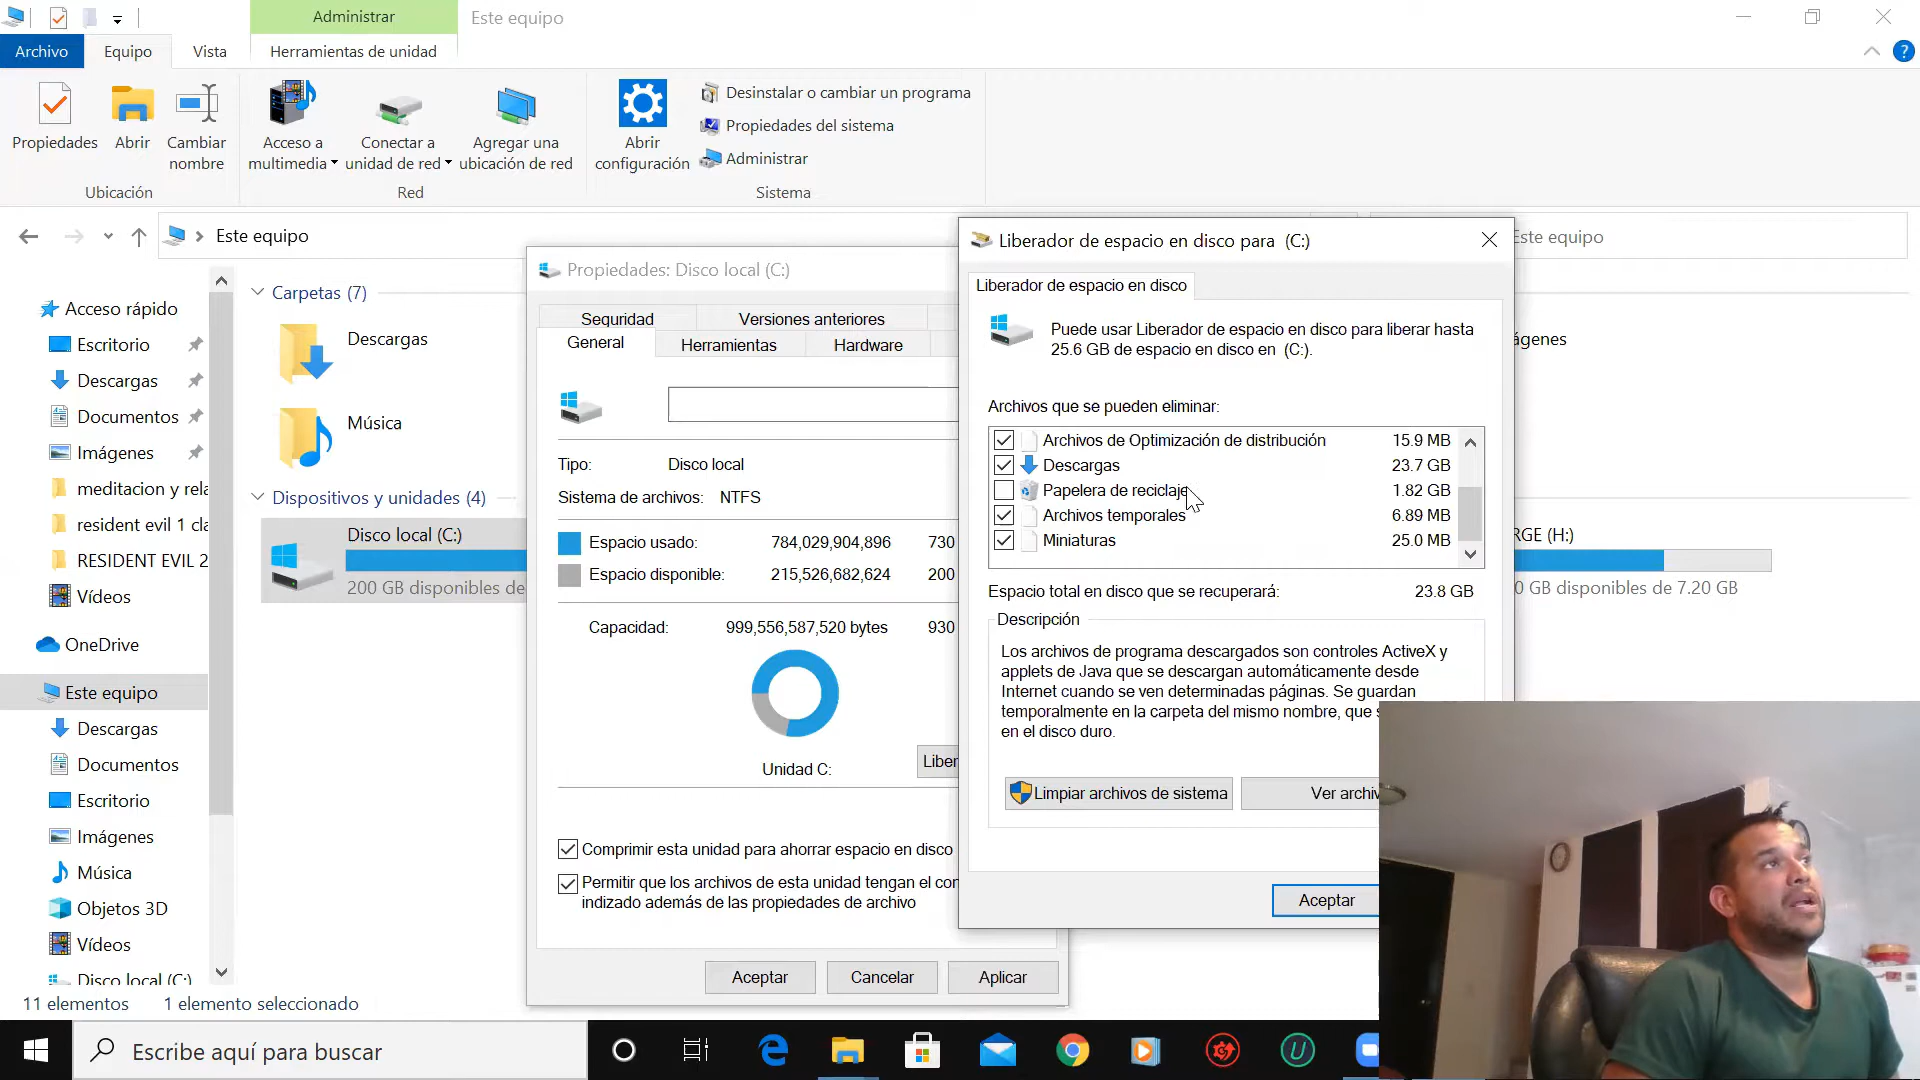 Administrar
Este equipo
Archivo
Equipo
Vista
Herramientas de unidad
?
Propiedades
Abrir
Cambiar
nombre
Acceso a
multimedia
Conectar a
unidad de red
Agregar una
ubicación de red
Abrir
configuración
Desinstalar o cambiar un programa
Propiedades del sistema
Administrar
Ubicación
Red
Sistema
Este equipo
Este equipo
Acceso rápido
Escritorio
Descargas
Documentos
Imágenes
meditacion y rela
resident evil 1 cla
RESIDENT EVIL 2
Vídeos
OneDrive
Este equipo
Descargas
Documentos
Escritorio
Imágenes
Música
Objetos 3D
Vídeos
Disco local (C:)
Carpetas (7)
Descargas
Música
Dispositivos y unidades (4)
Disco local (C:)
200 GB disponibles de
ágenes
RGE (H:)
0 GB disponibles de 7.20 GB
Propiedades: Disco local (C:)
Seguridad
Versiones anteriores
General
Herramientas
Hardware
Tipo:
Disco local
Sistema de archivos:
NTFS
Espacio usado:
784,029,904,896
730
Espacio disponible:
215,526,682,624
200
Capacidad:
999,556,587,520 bytes
930
Unidad C:
Liber
Comprimir esta unidad para ahorrar espacio en disco
Permitir que los archivos de esta unidad tengan el con
indizado además de las propiedades de archivo
Aceptar
Cancelar
Aplicar
Liberador de espacio en disco para (C:)
Liberador de espacio en disco
Puede usar Liberador de espacio en disco para liberar hasta
25.6 GB de espacio en disco en (C:).
Archivos que se pueden eliminar:
Archivos de Optimización de distribución 15.9 MB
Descargas 23.7 GB
Papelera de reciclaje 1.82 GB
Archivos temporales 6.89 MB
Miniaturas 25.0 MB
Espacio total en disco que se recuperará: 23.8 GB
Descripción
Los archivos de programa descargados son controles ActiveX y
applets de Java que se descargan automáticamente desde
Internet cuando se ven determinadas páginas. Se guardan
temporalmente en la carpeta del mismo nombre, que s
en el disco duro.
Limpiar archivos de sistema
Ver archiv
Aceptar
11 elementos
1 elemento seleccionado
Escribe aquí para buscar